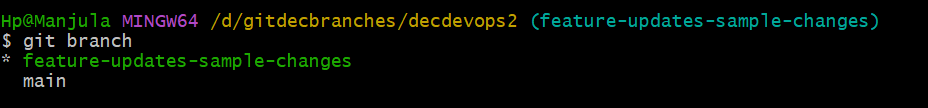 Hp@Manjula MINGW64 /d/gitdecbranches/decdevops2 (feature-updates-sample-changes)
$ git branch
* feature-updates-sample-changes
  main